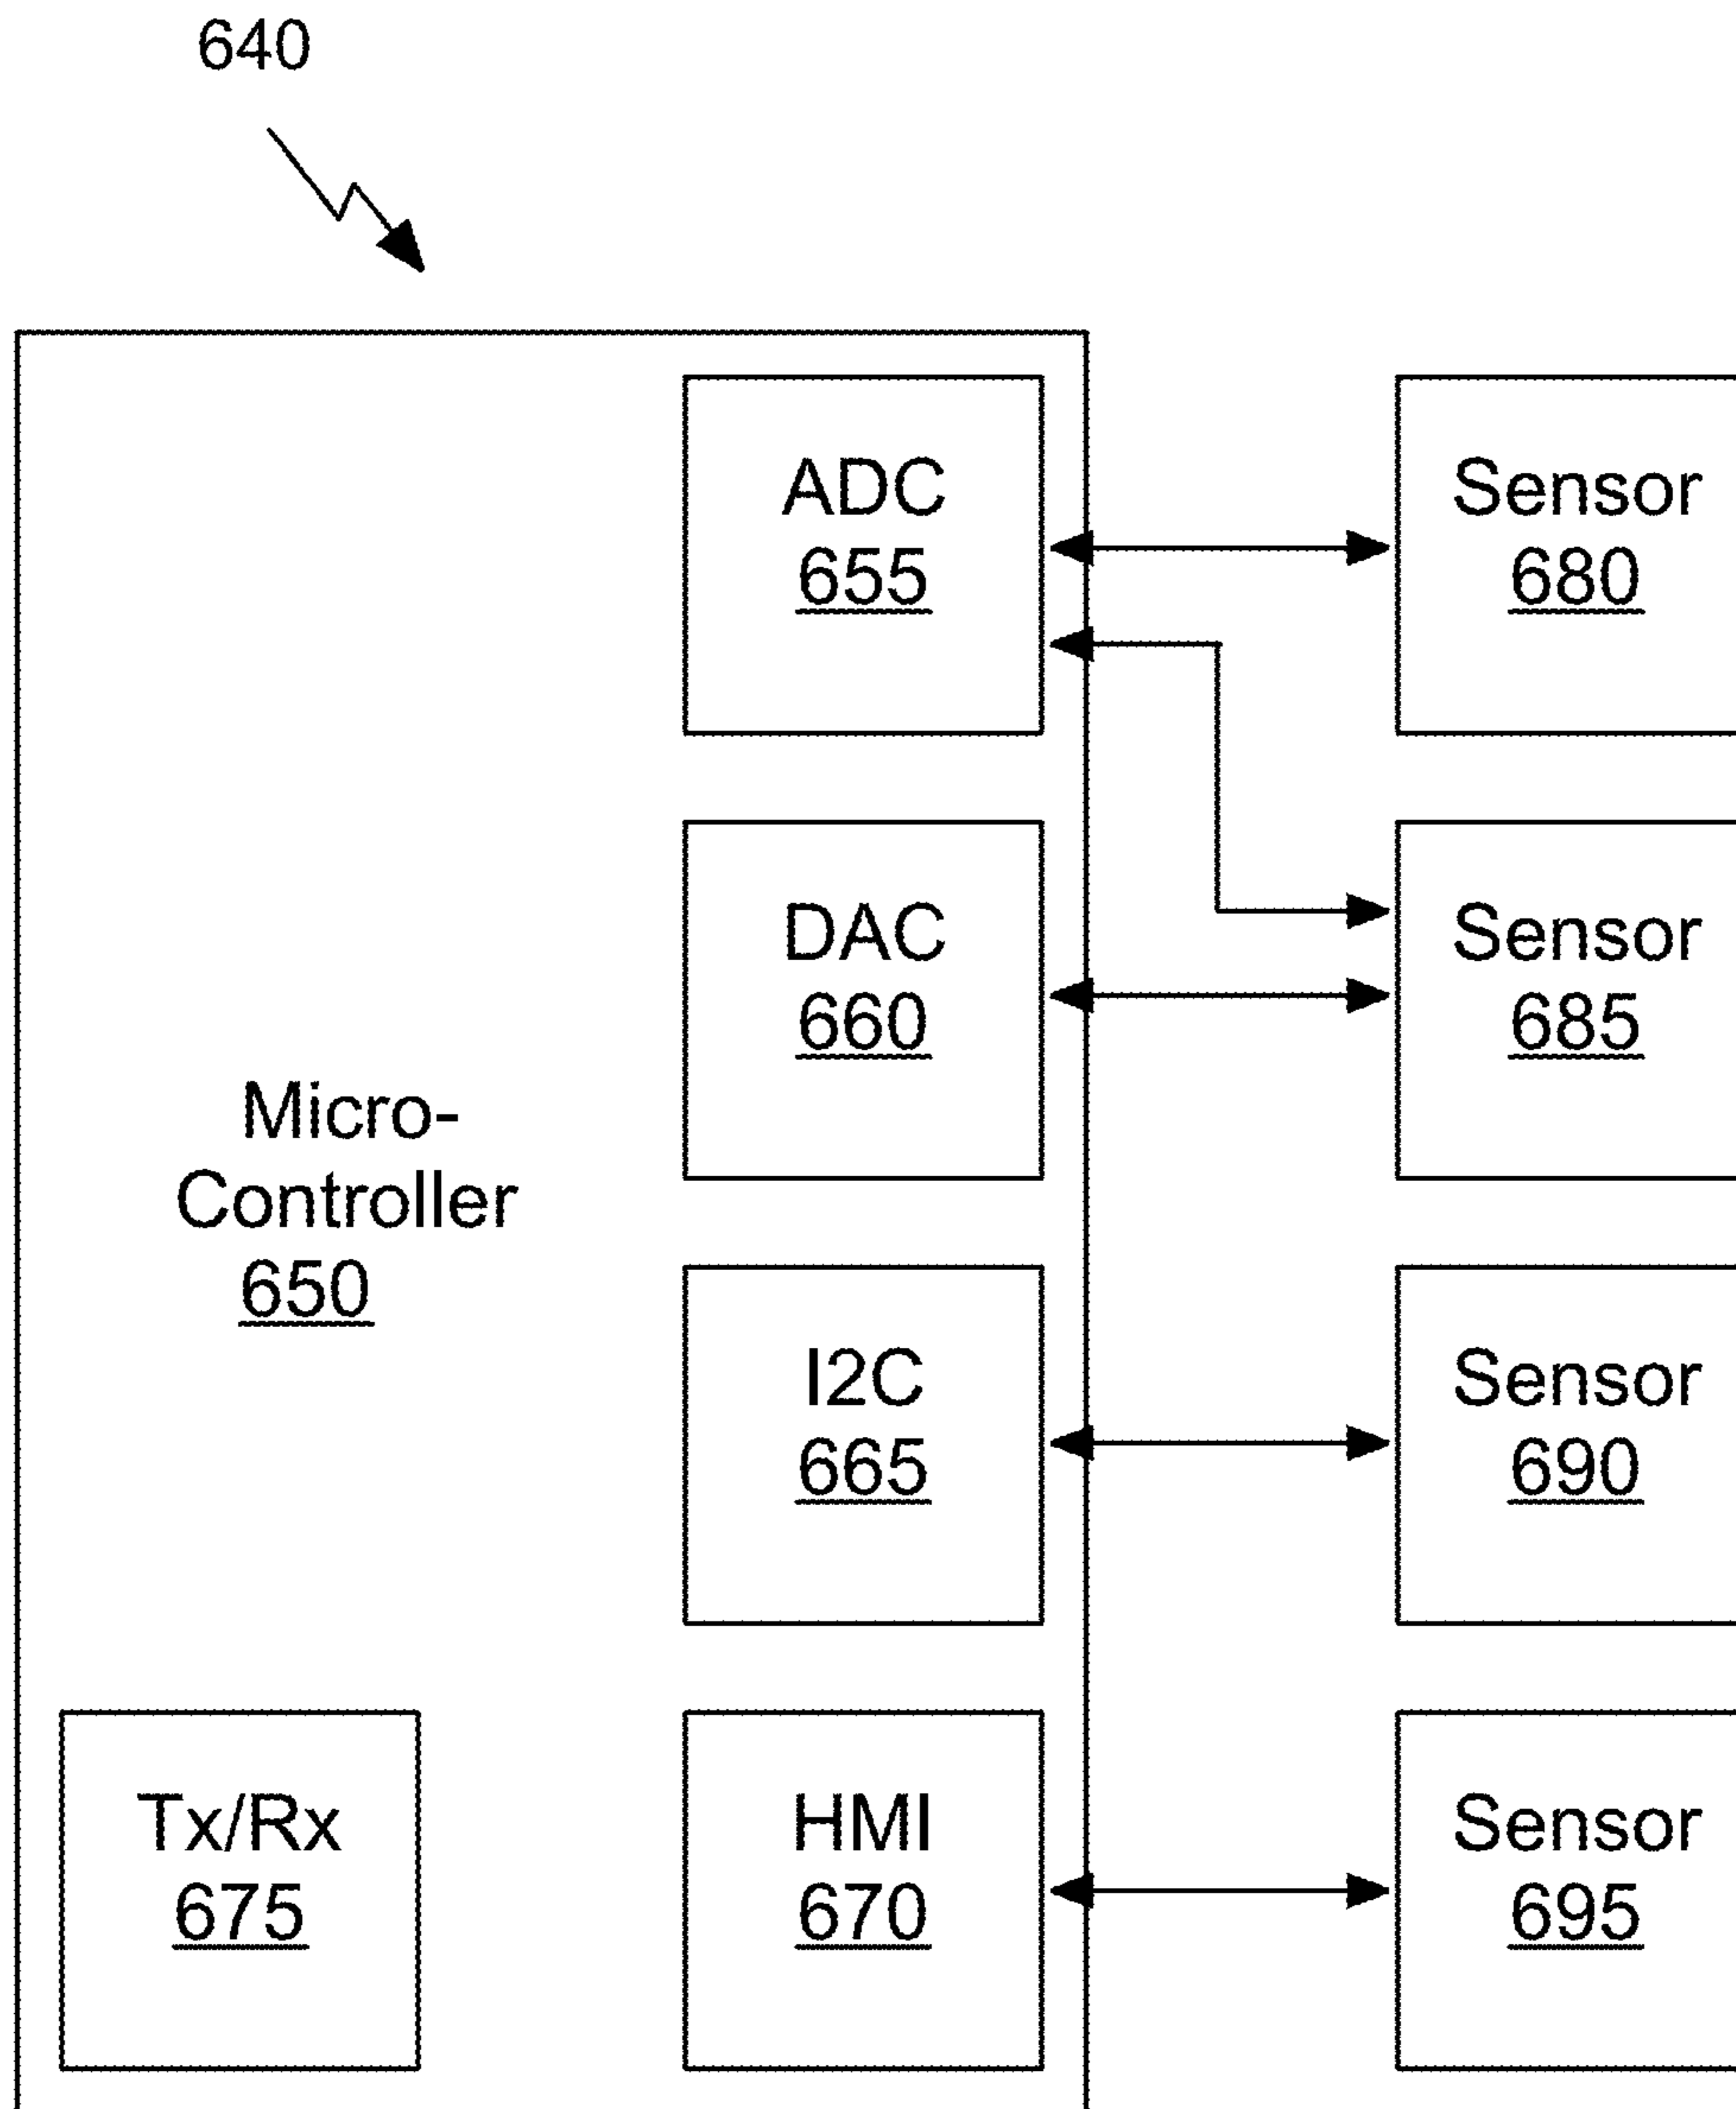 640
ADC
655
Sensor
680
DAC
660
Sensor
685
Micro-
Controller
650
I2C
665
Sensor
690
Tx/Rx
675
HMI
670
Sensor
695